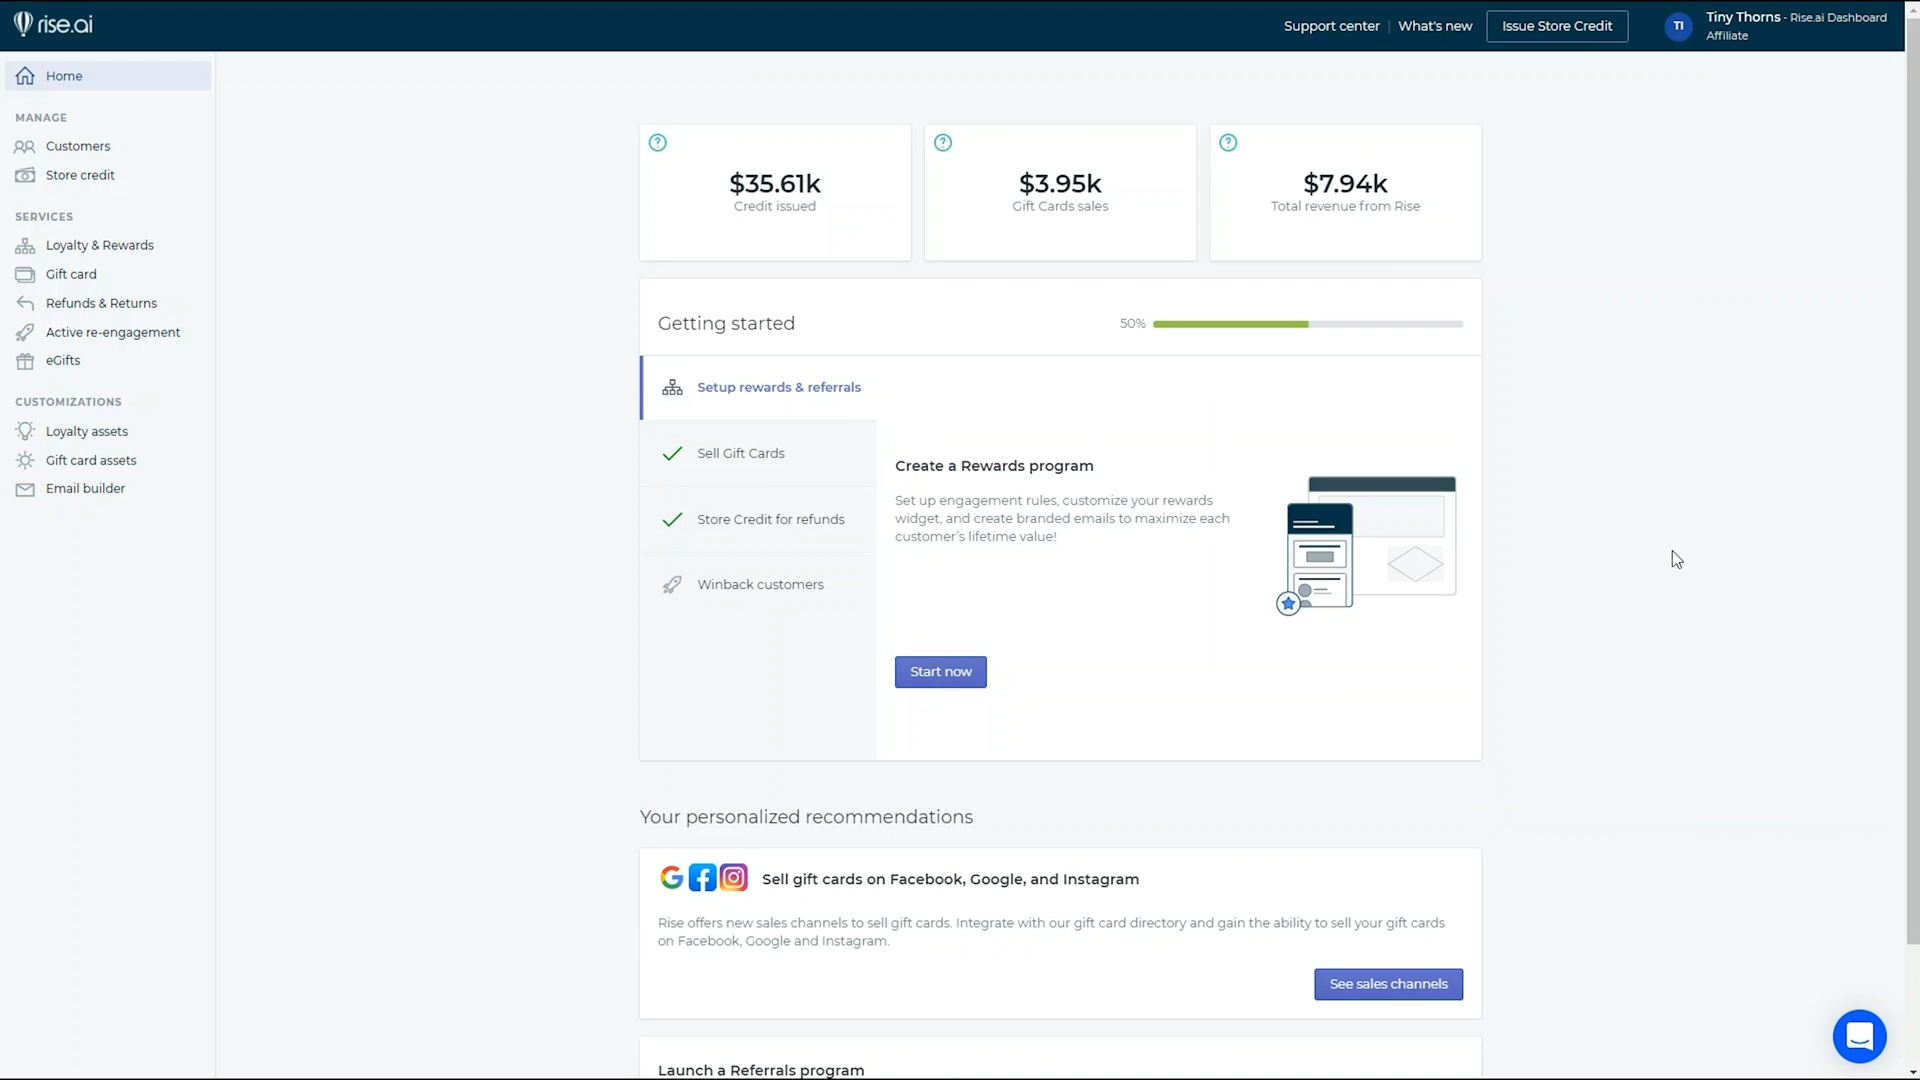 rise.ai
Support center
What's new
Issue Store Credit
TI
Tiny Thorns - Rise.ai Dashboard
Affiliate
Home
MANAGE
Customers
Store credit
SERVICES
Loyalty & Rewards
Gift card
Refunds & Returns
Active re-engagement
eGifts
CUSTOMIZATIONS
Loyalty assets
Gift card assets
Email builder
?
$35.61k
Credit issued
?
$3.95k
Gift Cards sales
?
$7.94k
Total revenue from Rise
Getting started
50%
Setup rewards & referrals
Sell Gift Cards
Store Credit for refunds
Winback customers
Create a Rewards program
Set up engagement rules, customize your rewards
widget, and create branded emails to maximize each
customer's lifetime value!
Start now
Your personalized recommendations
Sell gift cards on Facebook, Google, and Instagram
Rise offers new sales channels to sell gift cards. Integrate with our gift card directory and gain the ability to sell your gift cards
on Facebook, Google and Instagram.
See sales channels
Launch a Referrals program